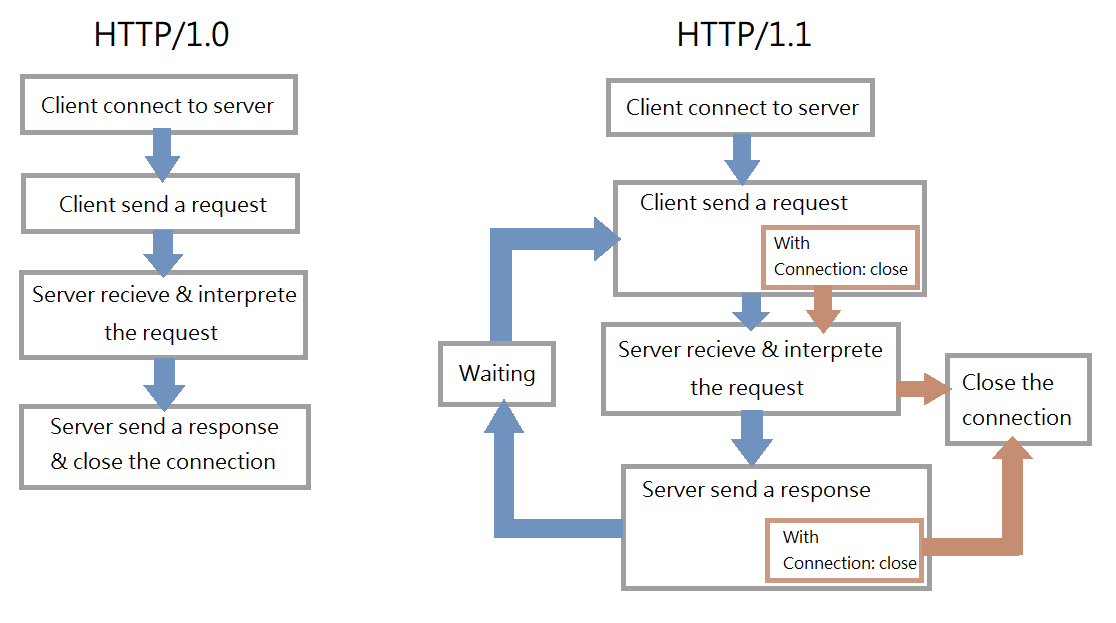 HTTP/1.0
Client connect to server
Client send a request
Server recieve & interprete
the request
Server send a response
& close the connection
HTTP/1.1
Client connect to server
Client send a request
With
Connection: close
Server recieve & interprete
the request
Waiting
Close the
connection
Server send a response
With
Connection: close